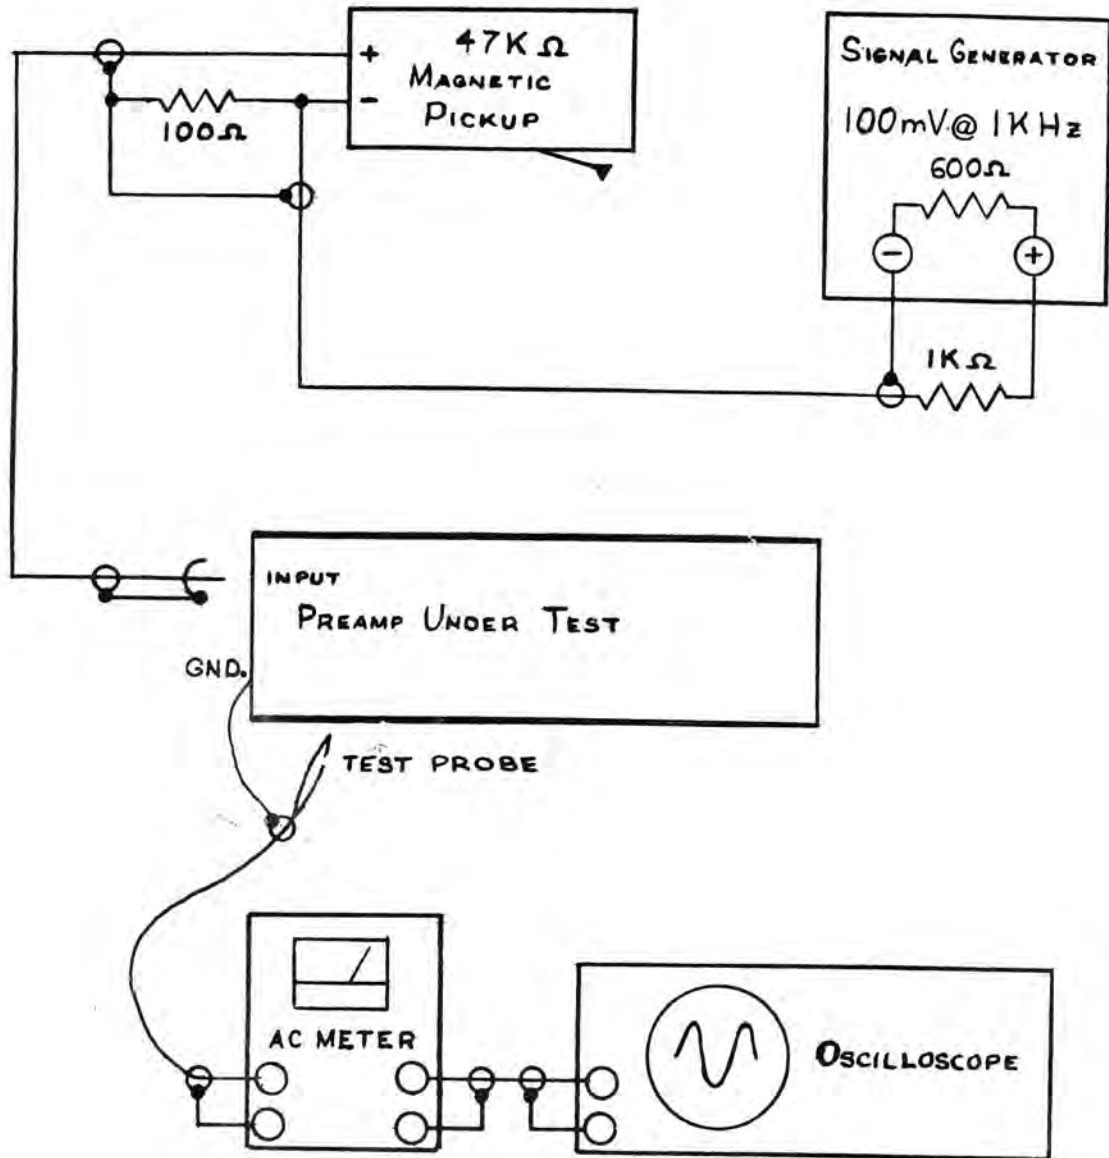 +
47KΩ
MAGNETIC
PICKUP
-
100Ω
SIGNAL GENERATOR
100mV@ 1KHz
600Ω
- +
1KΩ
INPUT
PREAMP UNDER TEST
GND.
TEST PROBE
AC METER
OSCILLOSCOPE